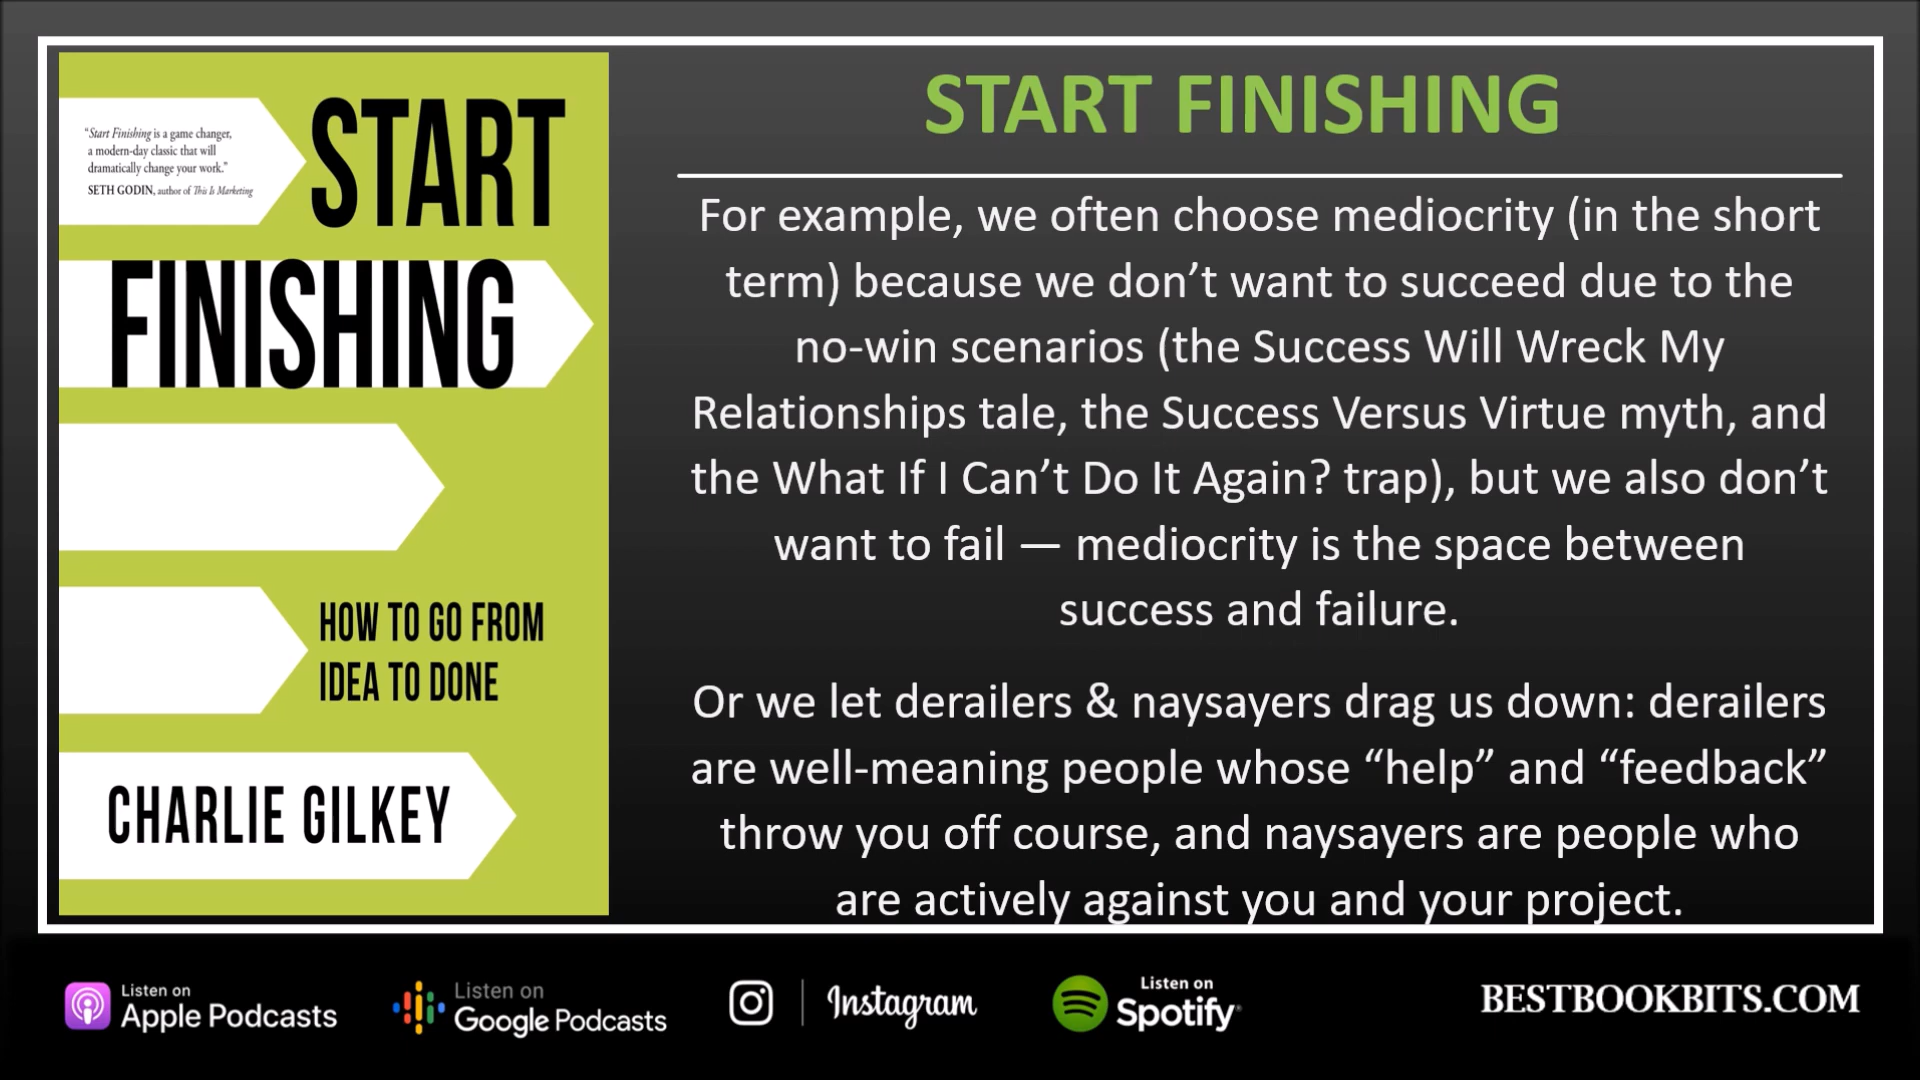 “Start Finishing is a game changer,
a modern-day classic that will
dramatically change your work.”
SETH GODIN, author of This Is Marketing
START
FINISHING
HOW TO GO FROM
IDEA TO DONE
CHARLIE GILKEY
START FINISHING
For example, we often choose mediocrity (in the short
term) because we don’t want to succeed due to the
no-win scenarios (the Success Will Wreck My
Relationships tale, the Success Versus Virtue myth, and
the What If I Can’t Do It Again? trap), but we also don’t
want to fail — mediocrity is the space between
success and failure.
Or we let derailers & naysayers drag us down: derailers
are well-meaning people whose “help” and “feedback”
throw you off course, and naysayers are people who
are actively against you and your project.
Listen on
Apple Podcasts
Listen on
Google Podcasts
Instagram
Listen on
Spotify
BESTBOOKBITS.COM